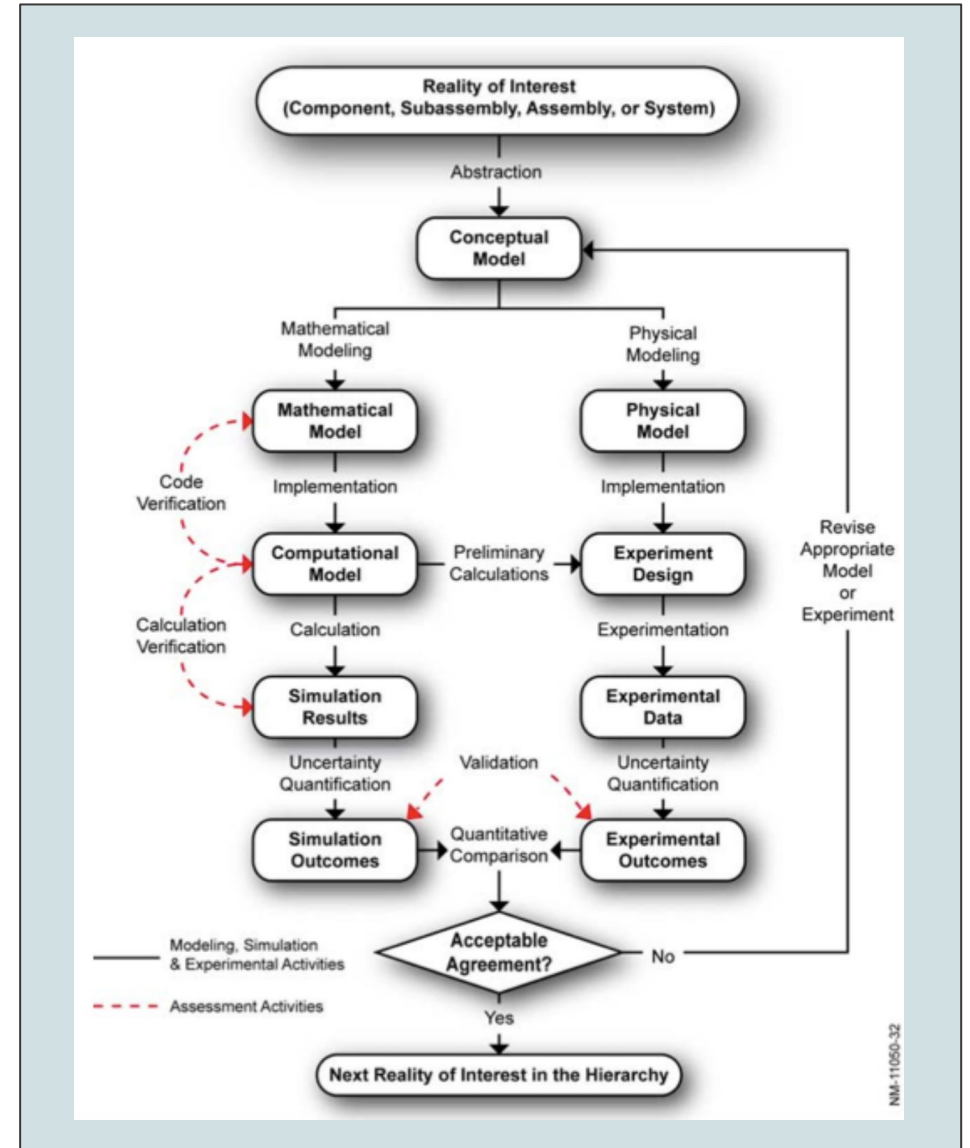 Reality of Interest
(Component, Subassembly, Assembly, or System)
Abstraction
Conceptual
Model
Mathematical
Modeling
Physical
Modeling
Mathematical
Model
Physical
Model
Code
Verification
Implementation
Implementation
Revise
Appropriate
Model
or
Experiment
Computational
Model
Preliminary
Calculations
Experiment
Design
Calculation
Verification
Calculation
Experimentation
Simulation
Results
Experimental
Data
Uncertainty
Quantification
Validation
Uncertainty
Quantification
Simulation
Outcomes
Quantitative
Comparison
Experimental
Outcomes
Modeling, Simulation
& Experimental Activities
Acceptable
Agreement?
No
Assessment Activities
Yes
Next Reality of Interest in the Hierarchy
NM-11050-32